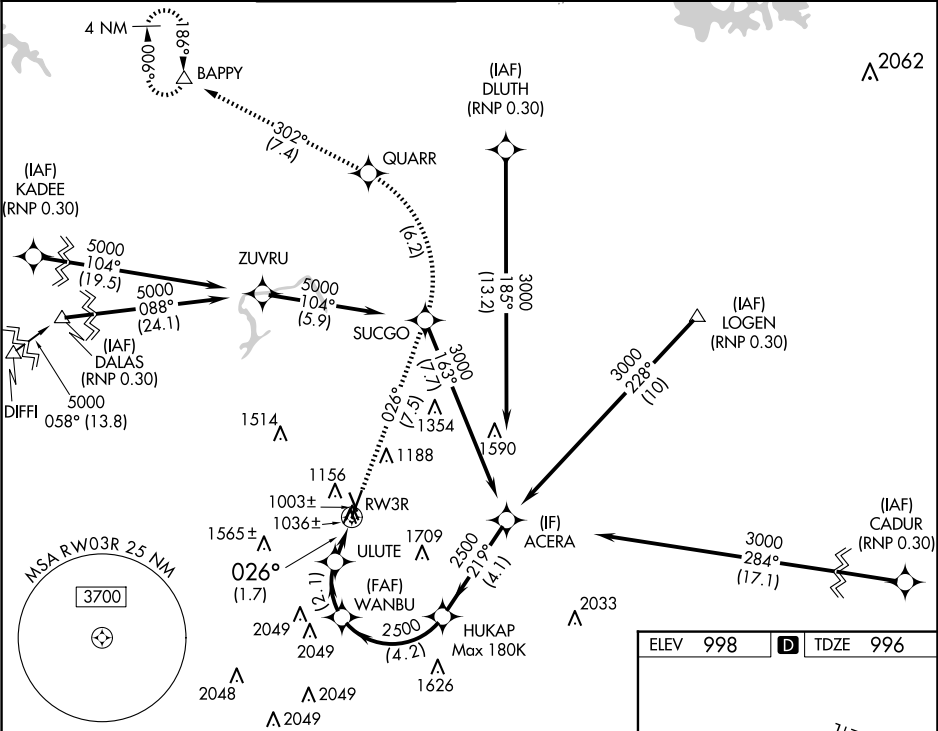 4 NM
186°
006°
BAPPY
(IAF)
DLUTH
(RNP 0.30)
2062
302°
(7.4)
QUARR
(IAF)
KADEE
(RNP 0.30)
5000
104°
(19.5)
ZUVRU
(6.2)
3000
185°
(13.2)
5000
088°
(24.1)
5000
104°
(5.9)
SUCGO
(IAF)
LOGEN
(RNP 0.30)
(IAF)
DALAS
(RNP 0.30)
DIFFI
5000
058° (13.8)
3000
163°
(7.7)
3000
228°
(10)
026°
(7.5)
1354
1514
1590
1188
1156
1003±
RW3R
1036±
1565±
ULUTE
1709
(IF)
ACERA
(IAF)
CADUR
(RNP 0.30)
3000
284°
(17.1)
026°
(1.7)
2500
219°
(4.1)
MSA RW03R 25 NM
3700
(2.1)
(FAF)
WANBU
2033
2049
2049
2500
(4.2)
HUKAP
Max 180K
1626
2048
2049
2049
ELEV 998
D
TDZE 996